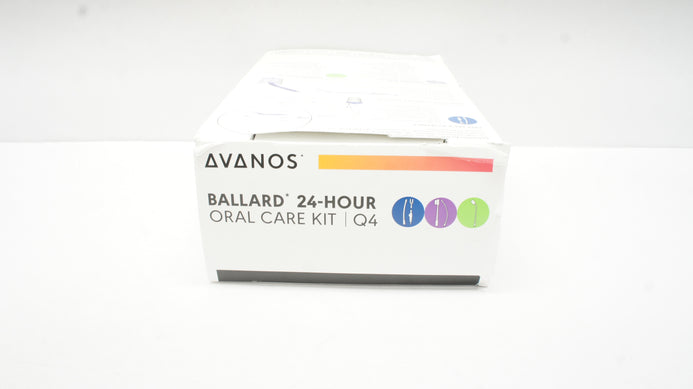 AVANOS*
BALLARD* 24-HOUR
ORAL CARE KIT | Q4